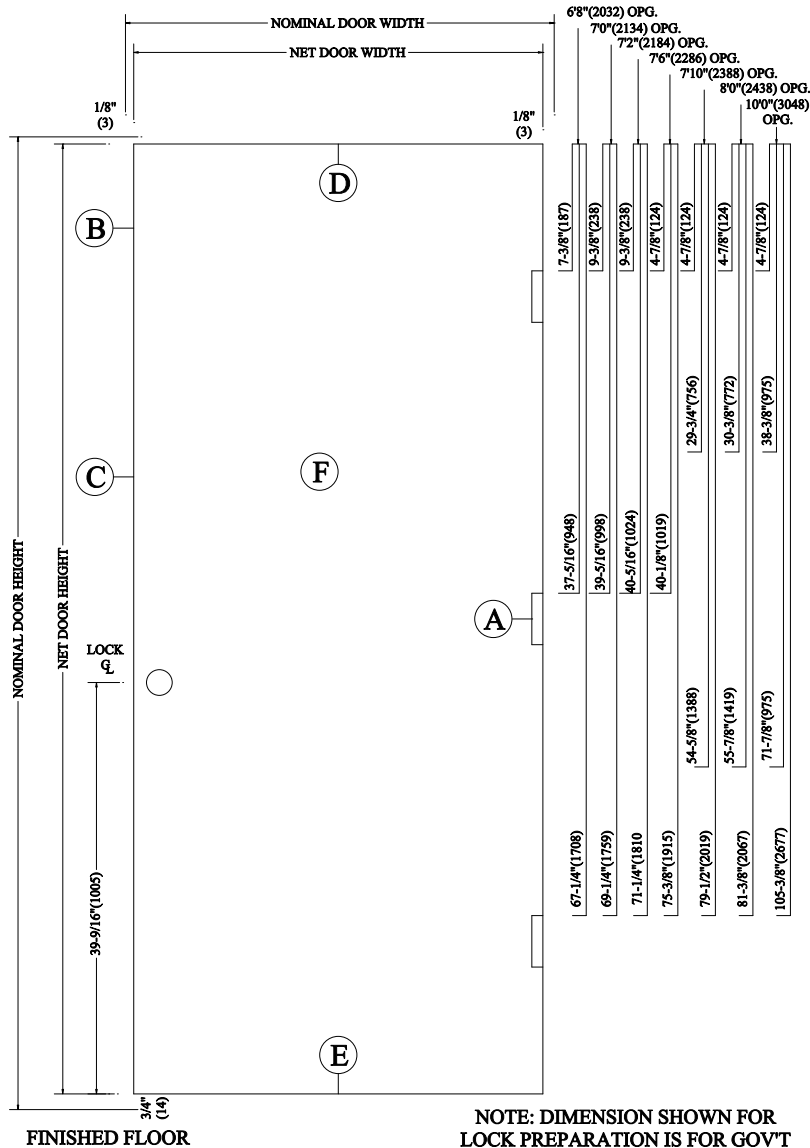 NOMINAL DOOR WIDTH
NET DOOR WIDTH
6'8"(2032) OPG.
7'0"(2134) OPG.
7'2"(2184) OPG.
7'6"(2286) OPG.
7'10"(2388) OPG.
8'0"(2438) OPG.
10'0"(3048)
OPG.
1/8"
(3)
1/8"
(3)
D
B
7-3/8"(187)
9-3/8"(238)
9-3/8"(238)
4-7/8"(124)
4-7/8"(124)
4-7/8"(124)
4-7/8"(124)
29-3/4"(756)
30-3/8"(772)
38-3/8"(975)
C
F
37-5/16"(948)
39-5/16"(998)
40-5/16"(1024)
40-1/8"(1019)
A
NOMINAL DOOR HEIGHT
NET DOOR HEIGHT
LOCK
CL
54-5/8"(1388)
55-7/8"(1419)
71-7/8"(975)
67-1/4"(1708)
69-1/4"(1759)
71-1/4"(1810
75-3/8"(1915)
79-1/2"(2019)
81-3/8"(2067)
105-3/8"(2677)
39-9/16"(1005)
E
3/4"
(14)
FINISHED FLOOR
NOTE: DIMENSION SHOWN FOR
LOCK PREPARATION IS FOR GOV'T